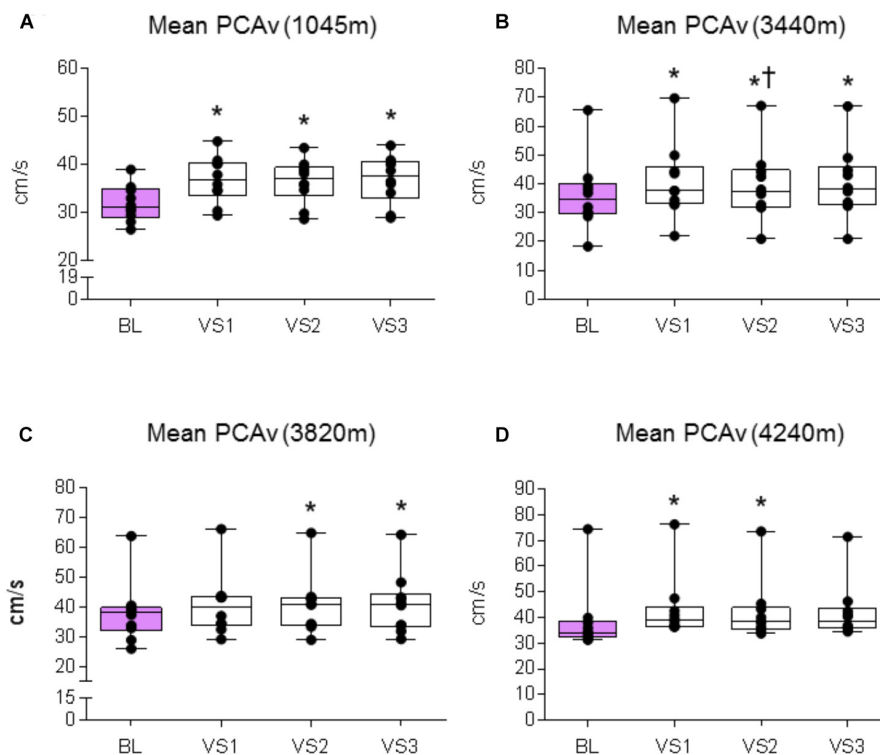 A
Mean PCAv (1045m)
60
50
*
*
*
40
cm/s
30
20
19
0
BL VS1 VS2 VS3
B
Mean PCAv (3440m)
80
*
*†
*
70
60
50
cm/s
40
30
20
10
0
BL VS1 VS2 VS3
C
Mean PCAv (3820m)
80
*
*
70
60
50
cm/s
40
30
20
15
0
BL VS1 VS2 VS3
D
Mean PCAv (4240m)
90
*
*
80
70
60
50
cm/s
40
30
20
10
0
BL VS1 VS2 VS3